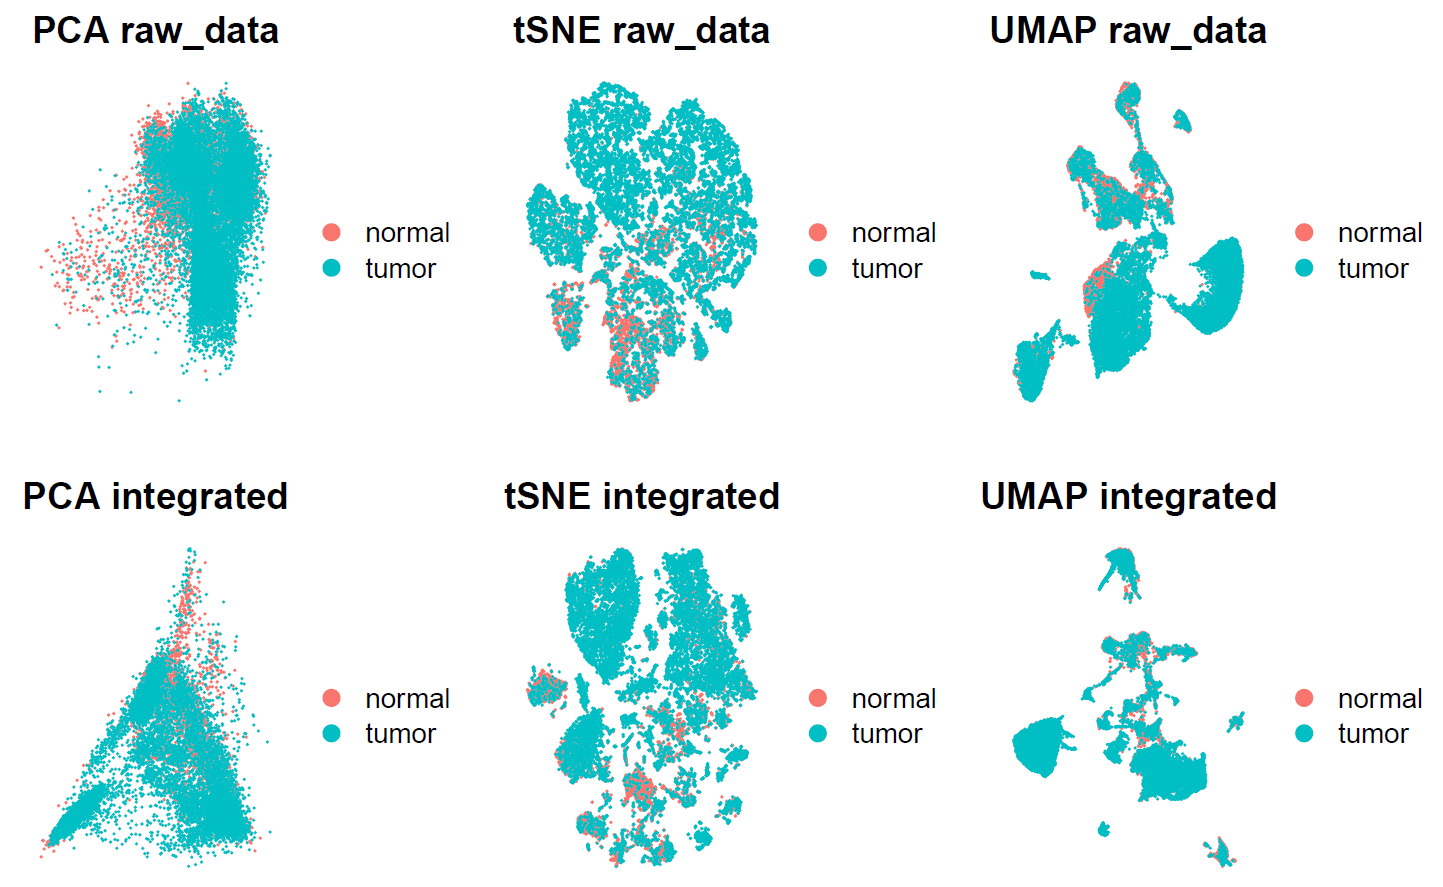 PCA raw_data
tSNE raw_data
UMAP raw_data
normal
tumor
normal
tumor
normal
tumor
PCA integrated
tSNE integrated
UMAP integrated
normal
tumor
normal
tumor
normal
tumor